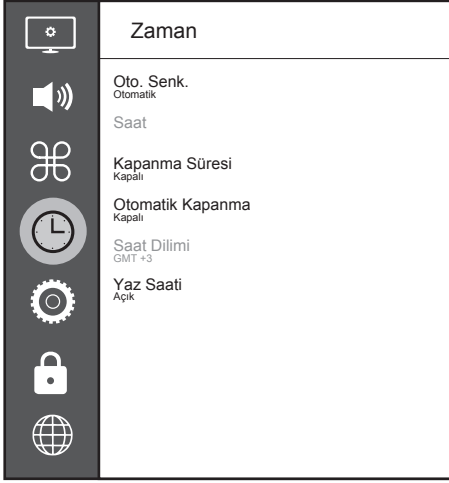 Zaman
Oto. Senk.
Otomatik
Saat
Kapanma Süresi
Kapalı
Otomatik Kapanma
Kapalı
Saat Dilimi
GMT +3
Yaz Saati
Açık